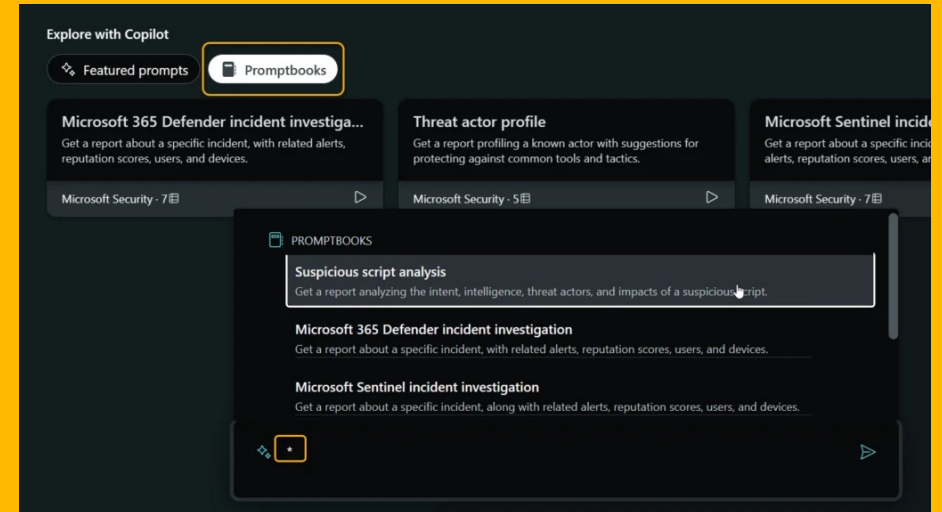 Explore with Copilot
Featured prompts
Promptbooks
Microsoft 365 Defender incident investiga...
Get a report about a specific incident, with related alerts,
reputation scores, users, and devices.
Microsoft Security · 7
Threat actor profile
Get a report profiling a known actor with suggestions for
protecting against common tools and tactics.
Microsoft Security · 5
Microsoft Sentinel incide
Get a report about a specific inci
alerts, reputation scores, users, an
Microsoft Security · 7
PROMPTBOOKS
Suspicious script analysis
Get a report analyzing the intent, intelligence, threat actors, and impacts of a suspicious script.
Microsoft 365 Defender incident investigation
Get a report about a specific incident, with related alerts, reputation scores, users, and devices.
Microsoft Sentinel incident investigation
Get a report about a specific incident, along with related alerts, reputation scores, users, and devices.
*